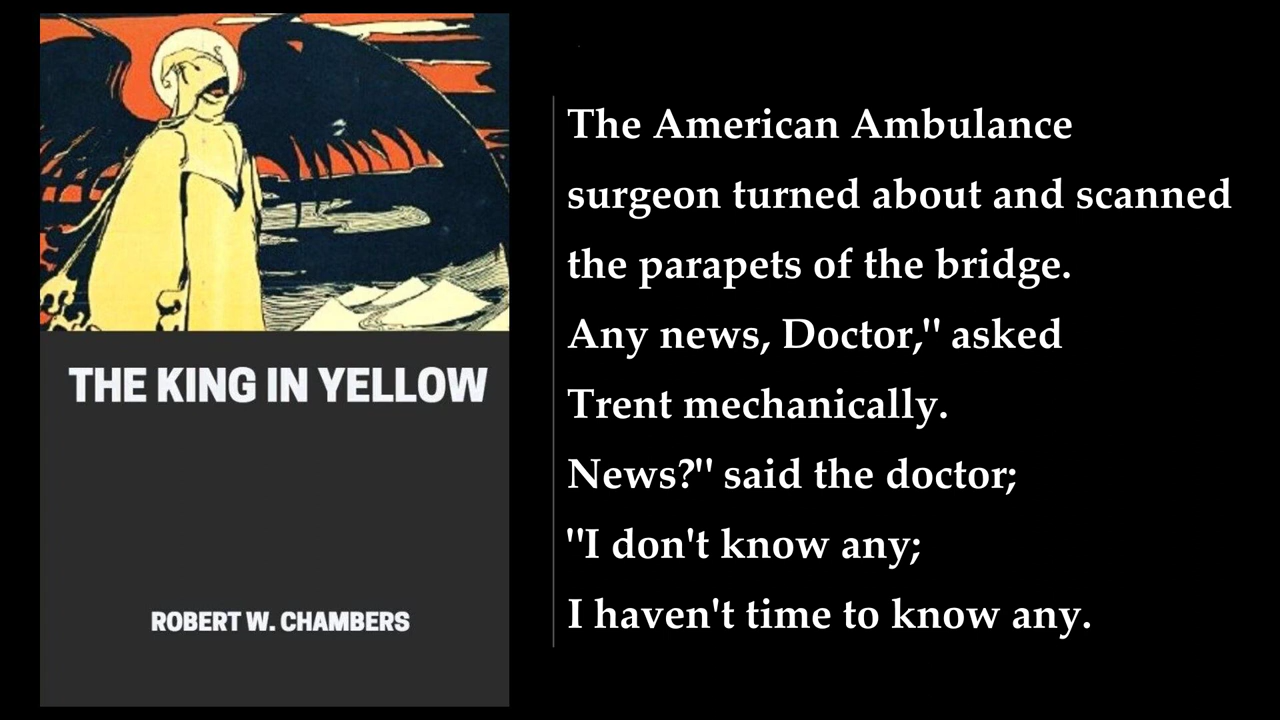 THE KING IN YELLOW
ROBERT W. CHAMBERS
The American Ambulance
surgeon turned about and scanned
the parapets of the bridge.
Any news, Doctor," asked
Trent mechanically.
News?" said the doctor;
"I don't know any;
I haven't time to know any.